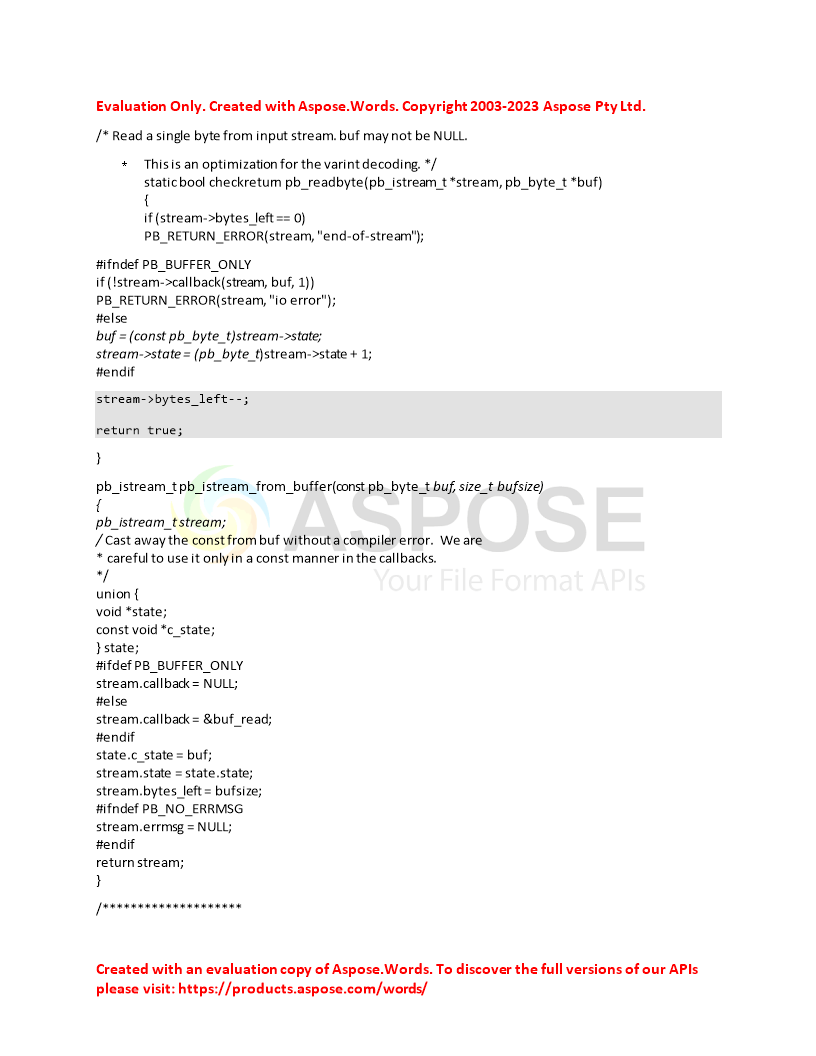 Evaluation Only. Created with Aspose.Words. Copyright 2003-2023 Aspose Pty Ltd.
/* Read a single byte from input stream. buf may not be NULL.
* This is an optimization for the varint decoding. */
static bool checkreturn pb_readbyte(pb_istream_t *stream, pb_byte_t *buf)
{
if (stream->bytes_left == 0)
PB_RETURN_ERROR(stream, "end-of-stream");
#ifndef PB_BUFFER_ONLY
if (!stream->callback(stream, buf, 1))
PB_RETURN_ERROR(stream, "io error");
#else
buf = (const pb_byte_t)stream->state;
stream->state = (pb_byte_t)stream->state + 1;
#endif
stream->bytes_left--;
return true;
}
pb_istream_t pb_istream_from_buffer(const pb_byte_t buf, size_t bufsize)
{
pb_istream_t stream;
/ Cast away the const from buf without a compiler error.  We are
* careful to use it only in a const manner in the callbacks.
*/
union {
void *state;
const void *c_state;
} state;
#ifdef PB_BUFFER_ONLY
stream.callback = NULL;
#else
stream.callback = &buf_read;
#endif
state.c_state = buf;
stream.state = state.state;
stream.bytes_left = bufsize;
#ifndef PB_NO_ERRMSG
stream.errmsg = NULL;
#endif
return stream;
}
/********************
ASPOSE
Your File Format APIs
Created with an evaluation copy of Aspose.Words. To discover the full versions of our APIs
please visit: https://products.aspose.com/words/